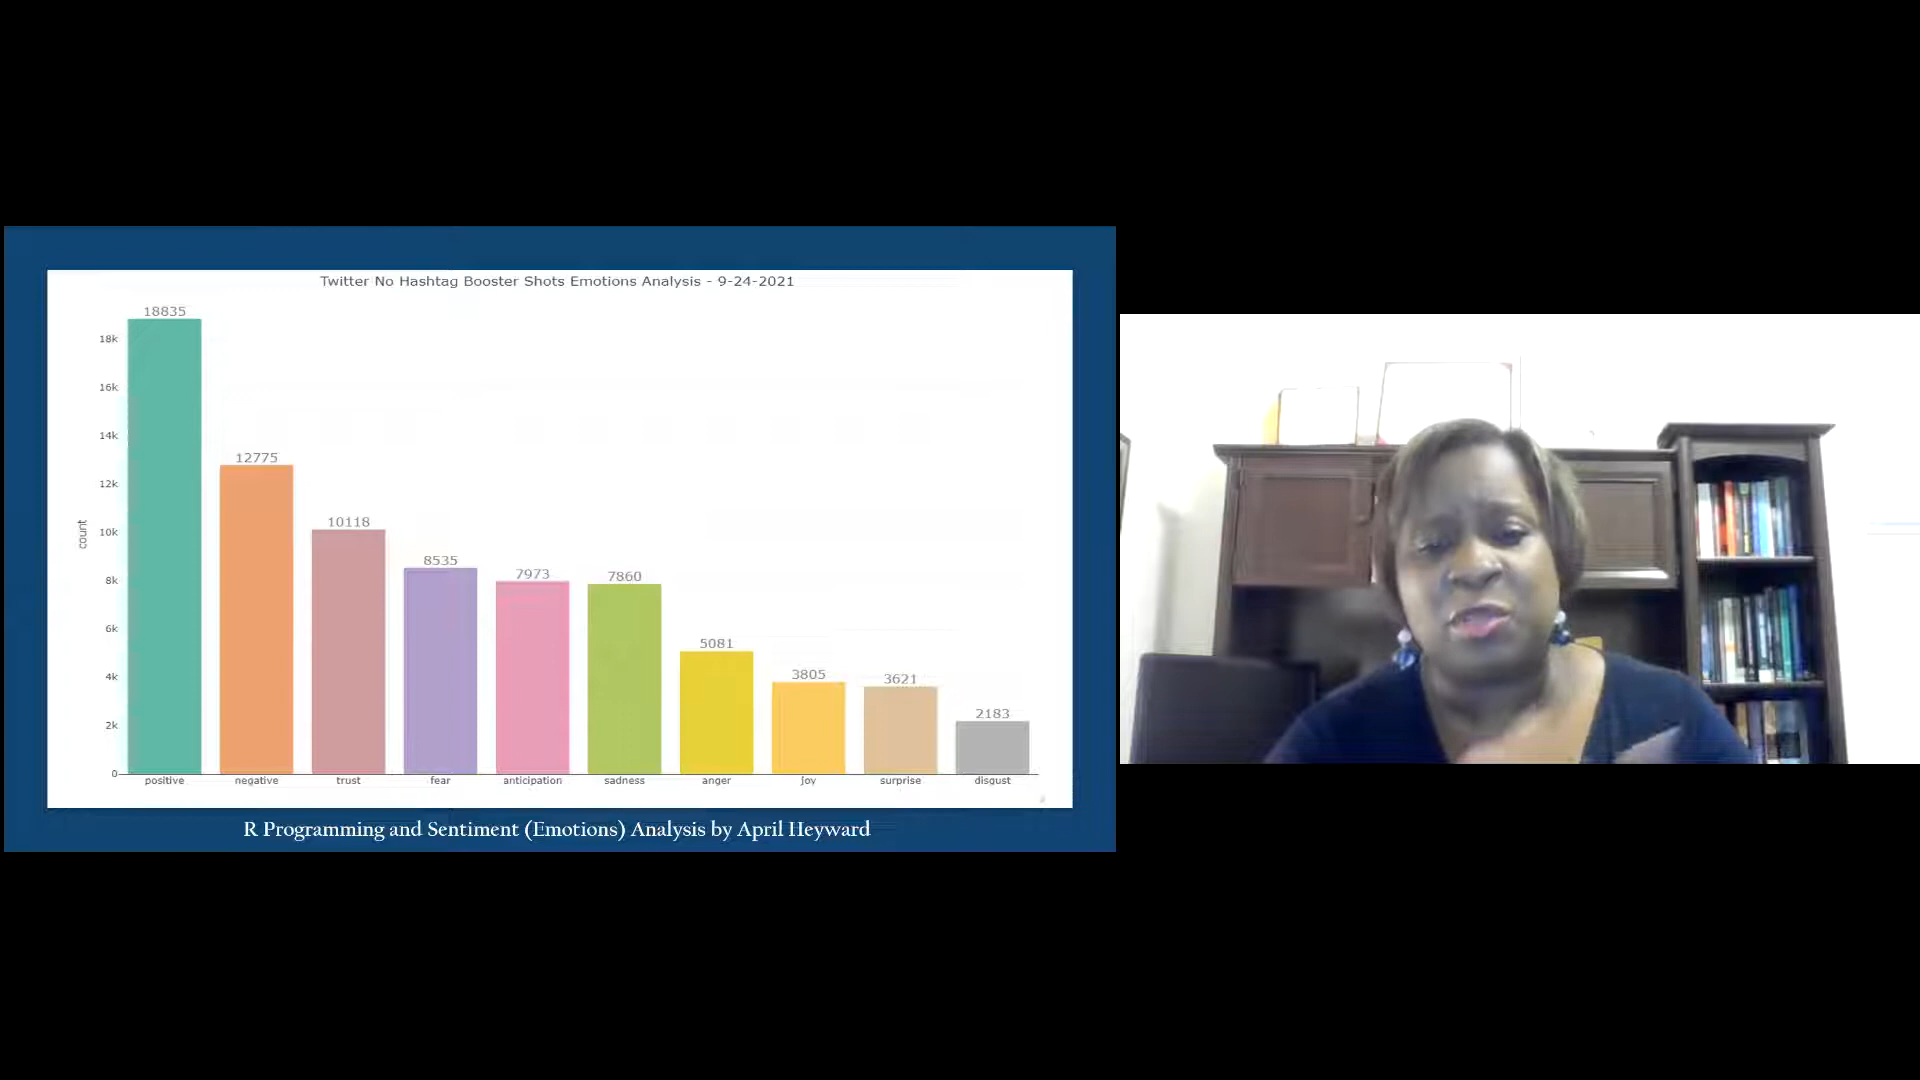 Twitter No Hashtag Booster Shots Emotions Analysis - 9-24-2021
18835
18k
16k
14k
12775
12k
10118
10k
count
8535
8k
7973
7860
6k
5081
4k
3805
3621
2k
2183
0
positive negative trust fear anticipation sadness anger joy surprise disgust
R Programming and Sentiment (Emotions) Analysis by April Heyward